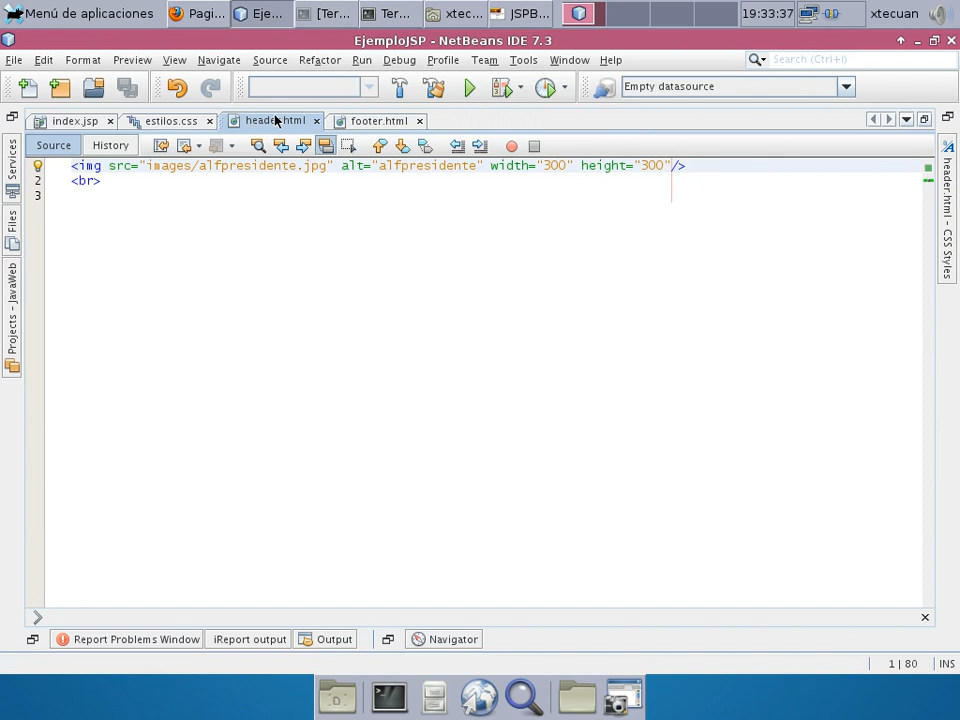 Menú de aplicaciones
Pagi...
Eje...
[Ter...
Ter...
xtec...
JSPB...
19:33:37
xtecuan
EjemploJSP - NetBeans IDE 7.3
File Edit Format Preview View Navigate Source Refactor Run Debug Profile Team Tools Window Help
Search (Ctrl+I)
Empty datasource
index.jsp
estilos.css
header.html
footer.html
Source
History
Services
Files
Projects - JavaWeb
header.html - CSS Styles
<img src="images/alfpresidente.jpg" alt="alfpresidente" width="300" height="300"/>
2 <br>
3
Report Problems Window
iReport output
Output
Navigator
1 | 80
INS